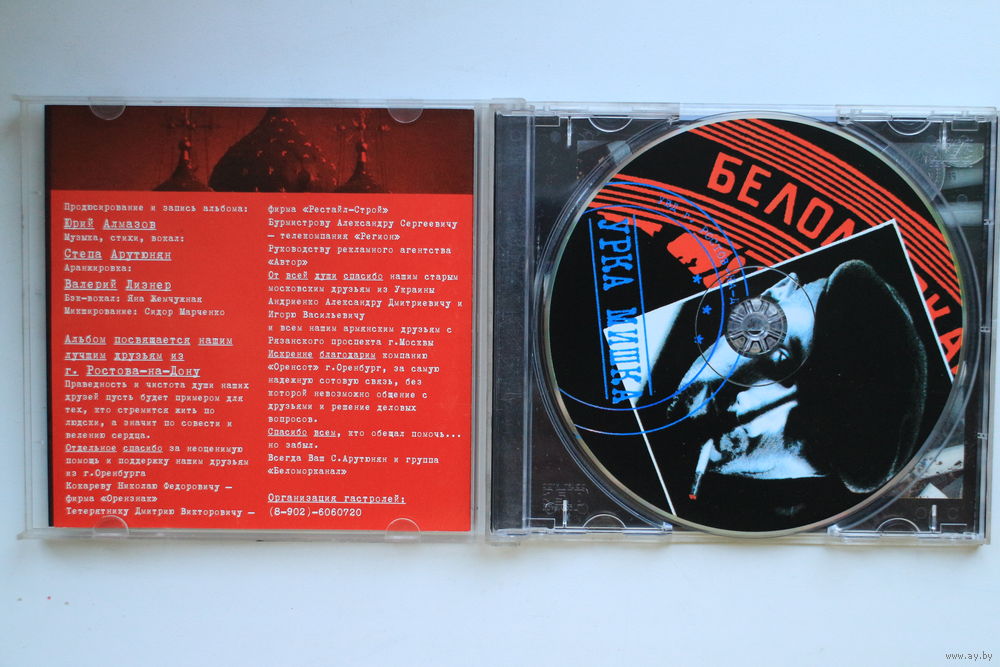 Продюсирование и запись альбома:
Юрий Алмазов
Музыка, стихи, вокал:
Степа Арутюнян
Аранжировка:
Валерий Лизнер
Бэк-вокал: Яна Жемчужная
Микширование: Сидор Марченко
Альбом посвящается нашим
лучшим друзьям из
г. Ростова-на-Дону
Праведность и чистота души наших
друзей пусть будет примером для
тех, кто стремится жить по
людски, а значит по совести и
велению сердца.
Отдельное спасибо за неоценимую
помощь и поддержку нашим друзьям
из г.Оренбурга
Кокареву Николаю Федоровичу —
фирма «Орензнак»
Тетерятнику Дмитрию Викторовичу —
фирма «Рестайл-Строй»
Бурмистрову Александру Сергеевичу
— телекомпания «Регион»
Руководству рекламного агентства
«Автор»
От всей души спасибо нашим старым
московским друзьям из Украины
Андриенко Александру Дмитриевичу и
Игорю Васильевичу
и всем нашим армянским друзьям с
Рязанского проспекта г.Москвы
Искренне благодарим компанию
«Оренсот» г.Оренбург, за самую
надежную сотовую связь, без
которой невозможно общение с
друзьями и решение деловых
вопросов.
Спасибо всем, кто обещал помочь...
но забыл.
Всегда Ваш С.Арутюнян и группа
«Беломорканал»
Организация гастролей:
(8-902)-6060720
БЕЛОМ
УРКА МИШКА
www.ay.by